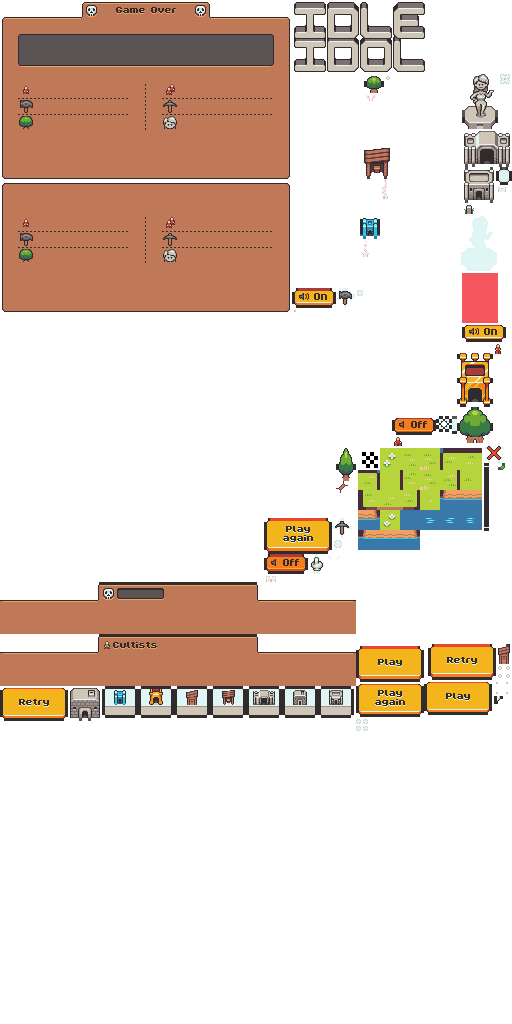 Game Over
IDLE
IDOL
On
On
Off
Play
again
Off
Cultists
Play
Retry
Retry
Play
again
Play